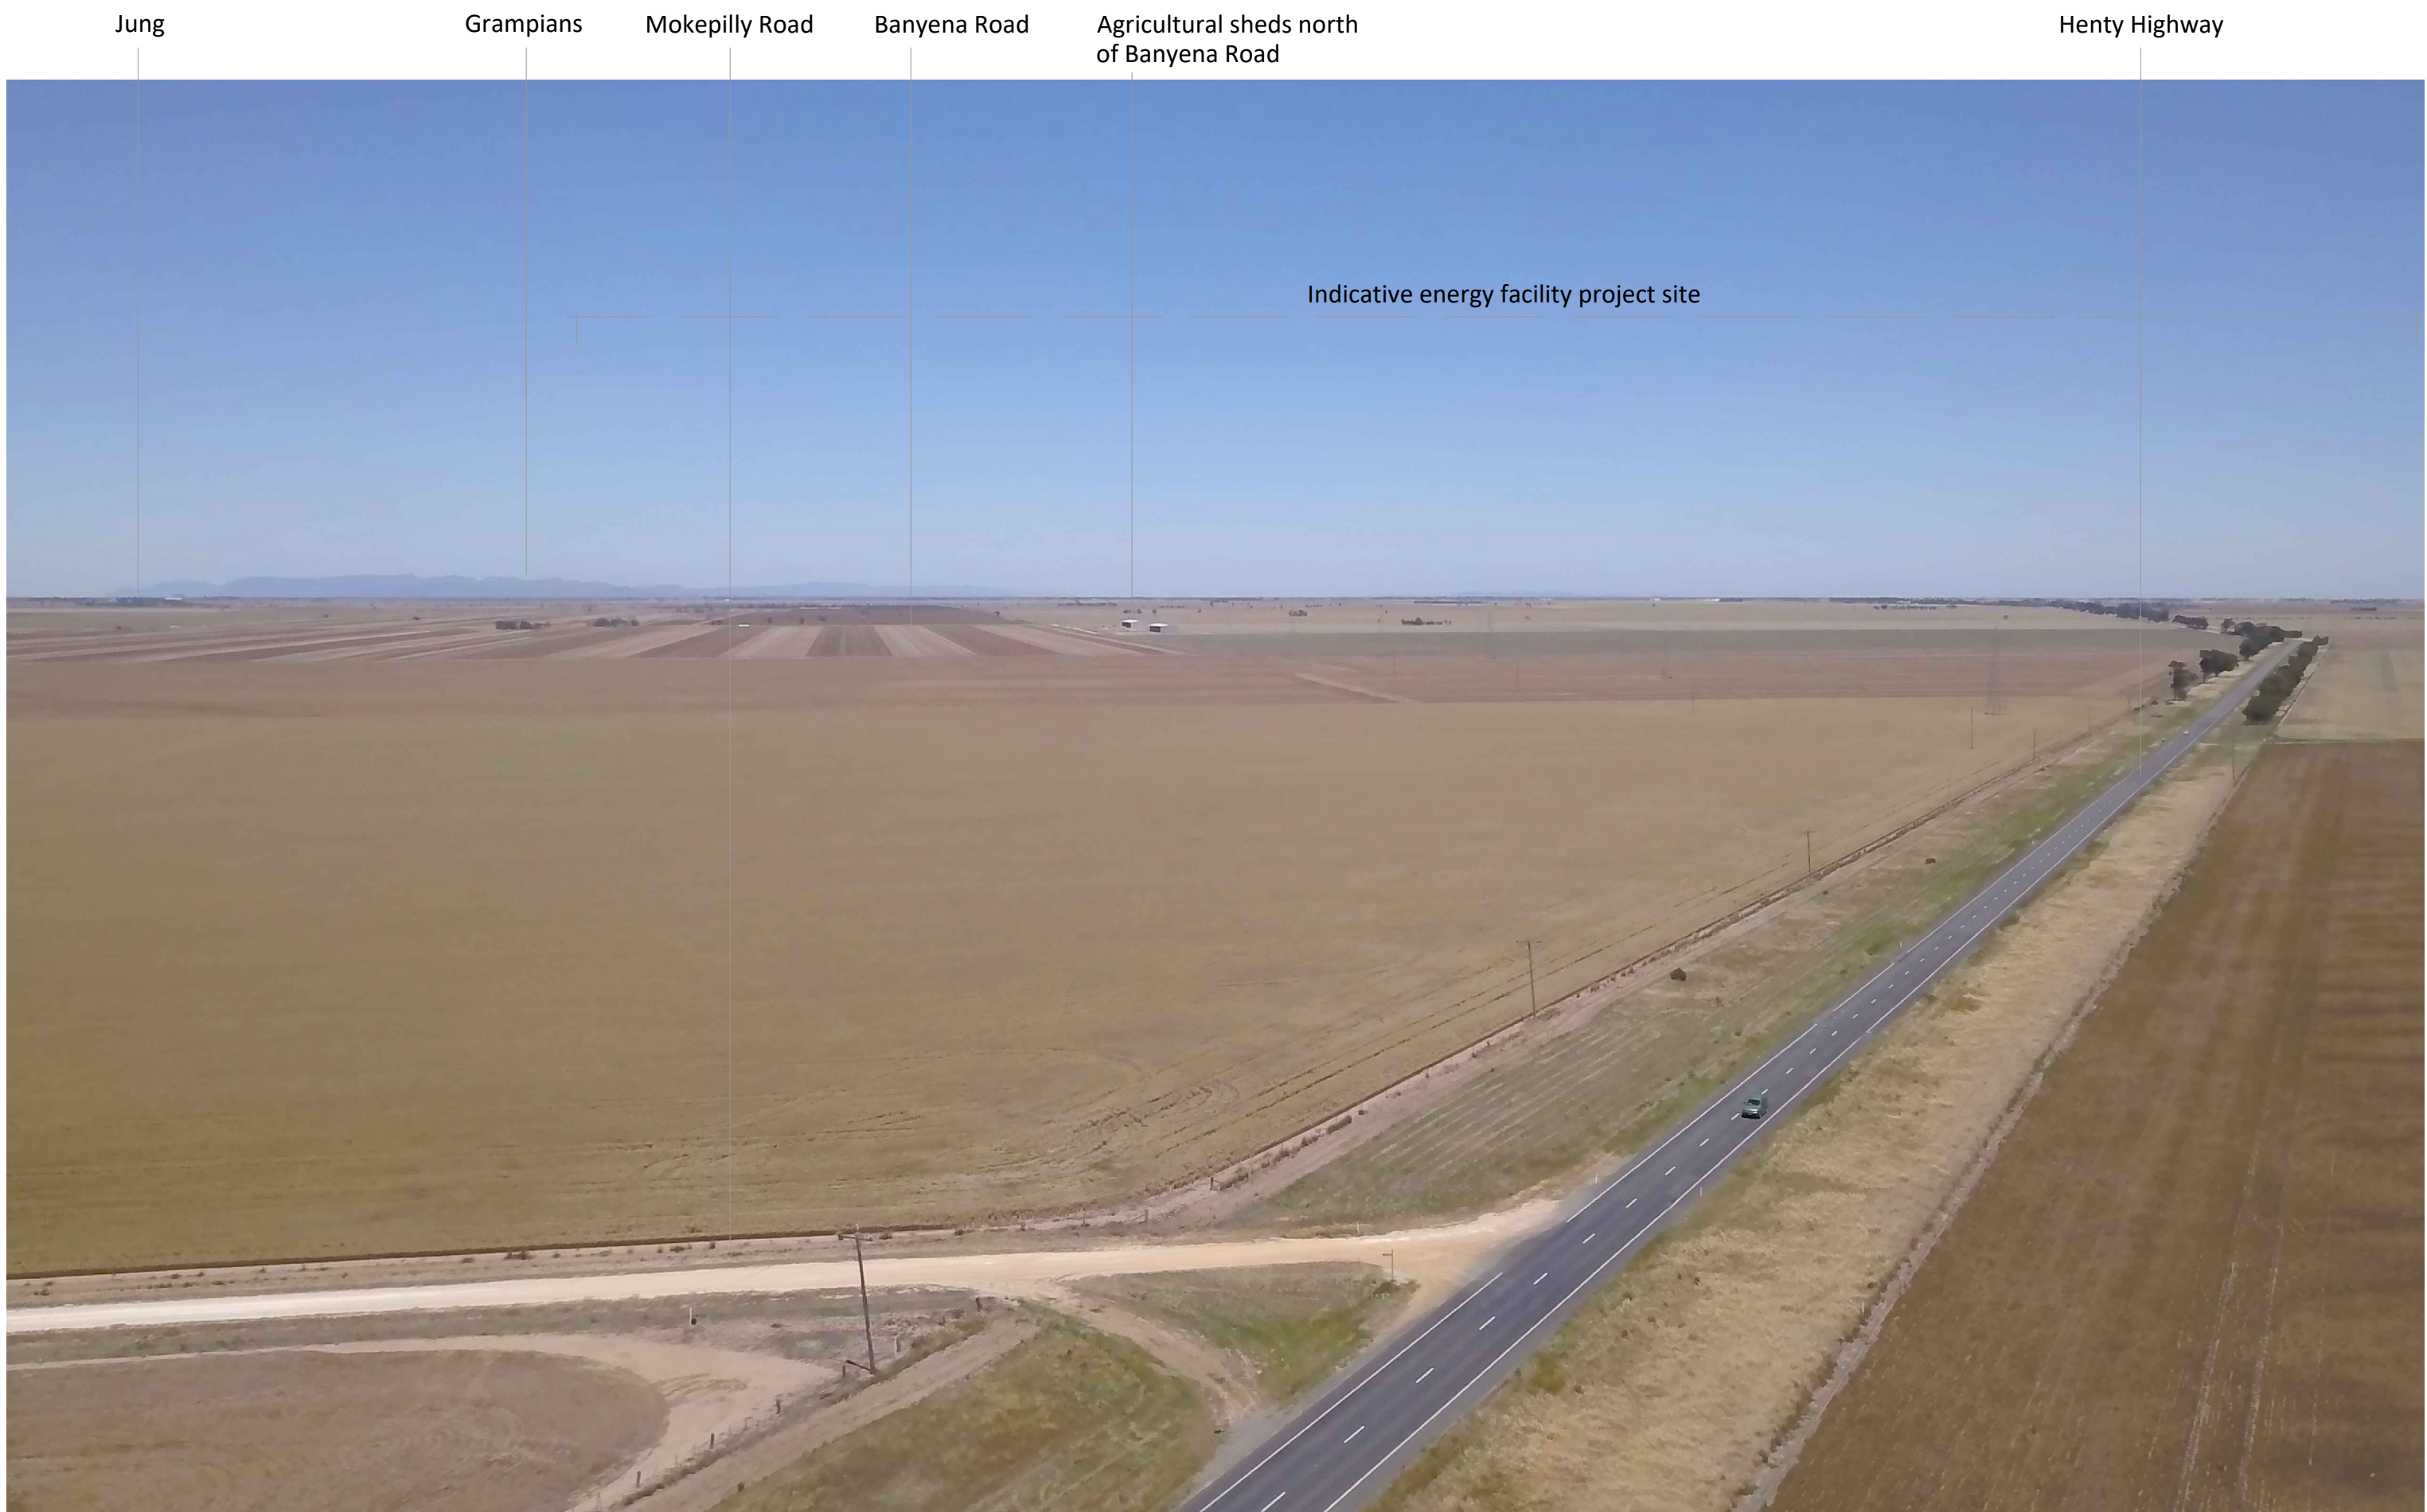 Jung
Grampians
Mokepilly Road
Banyena Road
Agricultural sheds north
of Banyena Road
Henty Highway
Indicative energy facility project site